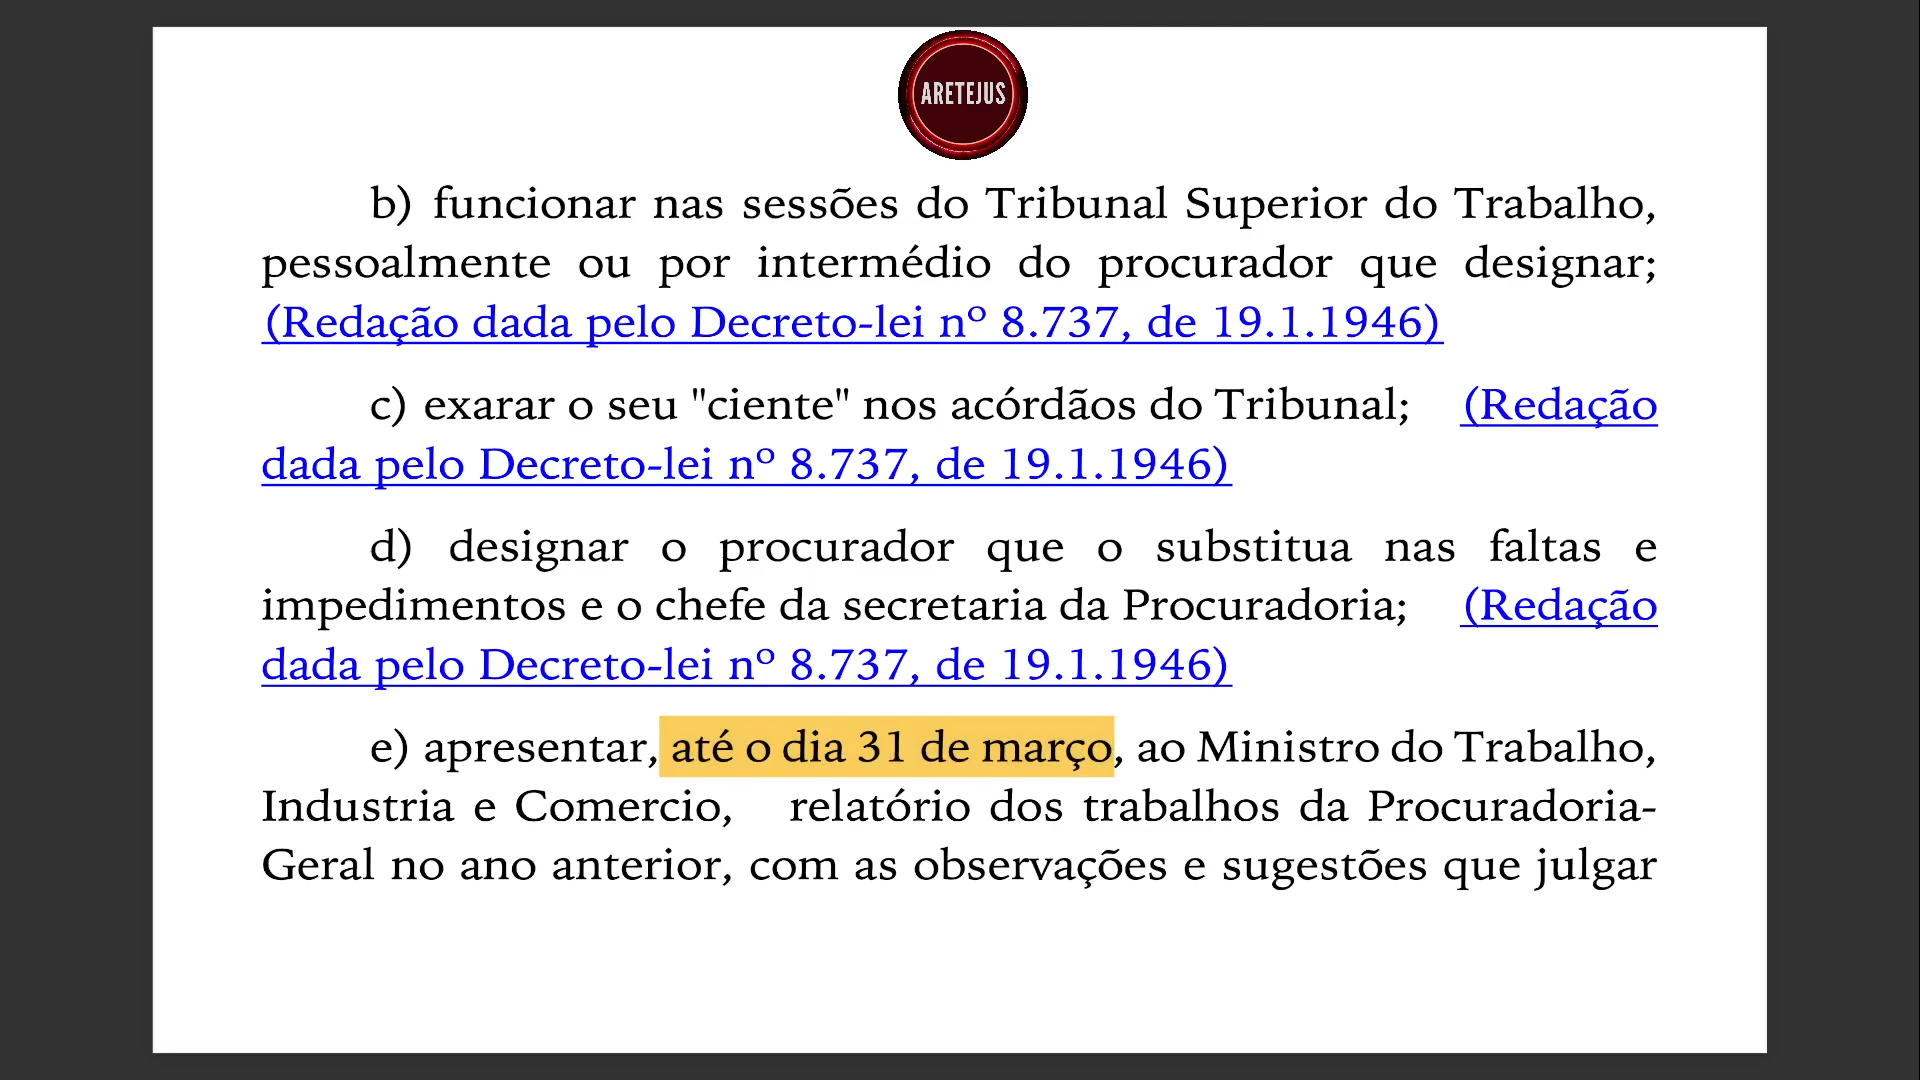 ARETEJUS
b) funcionar nas sessões do Tribunal Superior do Trabalho,
pessoalmente ou por intermédio do procurador que designar;
(Redação dada pelo Decreto-lei nº 8.737, de 19.1.1946)
c) exarar o seu "ciente" nos acórdãos do Tribunal; (Redação
dada pelo Decreto-lei nº 8.737, de 19.1.1946)
d) designar o procurador que o substitua nas faltas e
impedimentos e o chefe da secretaria da Procuradoria; (Redação
dada pelo Decreto-lei nº 8.737, de 19.1.1946)
e) apresentar, até o dia 31 de março, ao Ministro do Trabalho,
Industria e Comercio, relatório dos trabalhos da Procuradoria-
Geral no ano anterior, com as observações e sugestões que julgar